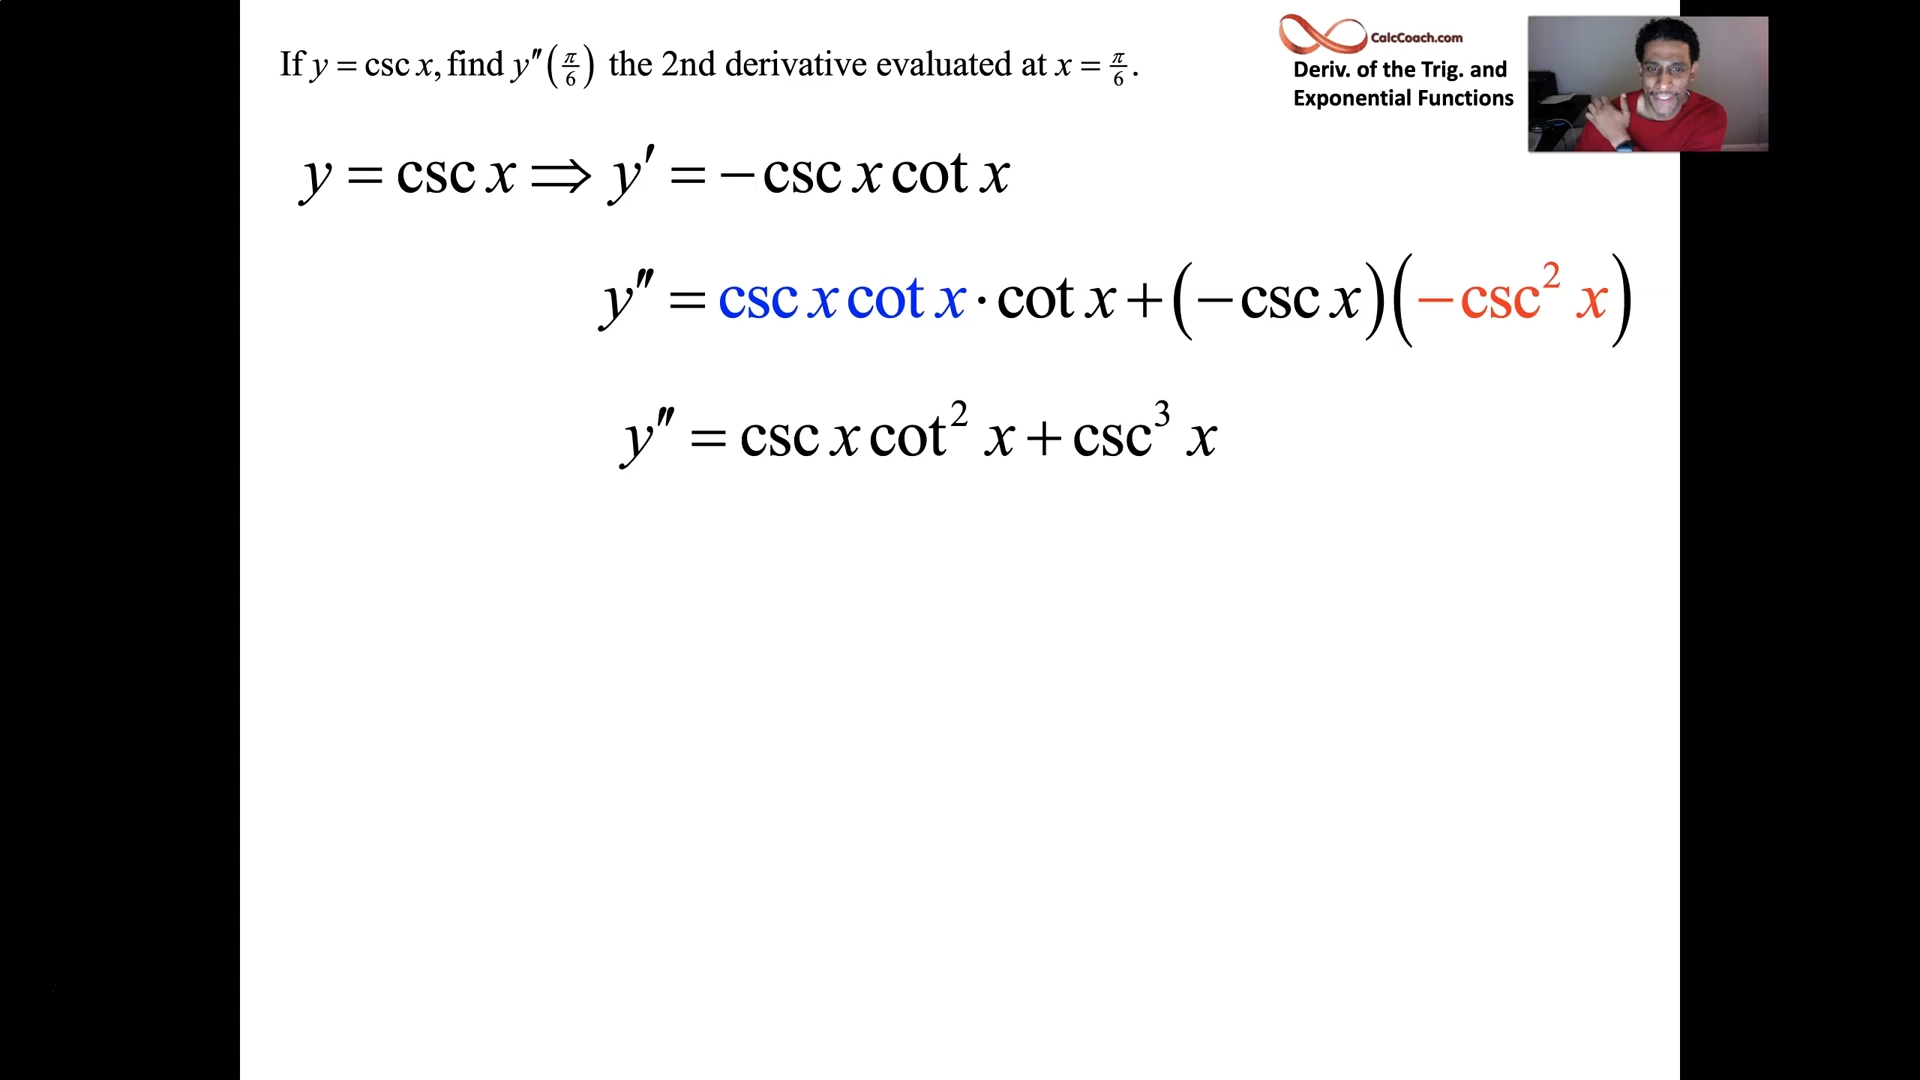 If y = csc x, find y″(π/6) the 2nd derivative evaluated at x = π/6.
CalcCoach.com
Deriv. of the Trig. and
Exponential Functions
y = csc x ⟹ y′ = −csc x cot x
y″ = csc x cot x · cot x + (−csc x)(−csc² x)
y″ = csc x cot² x + csc³ x